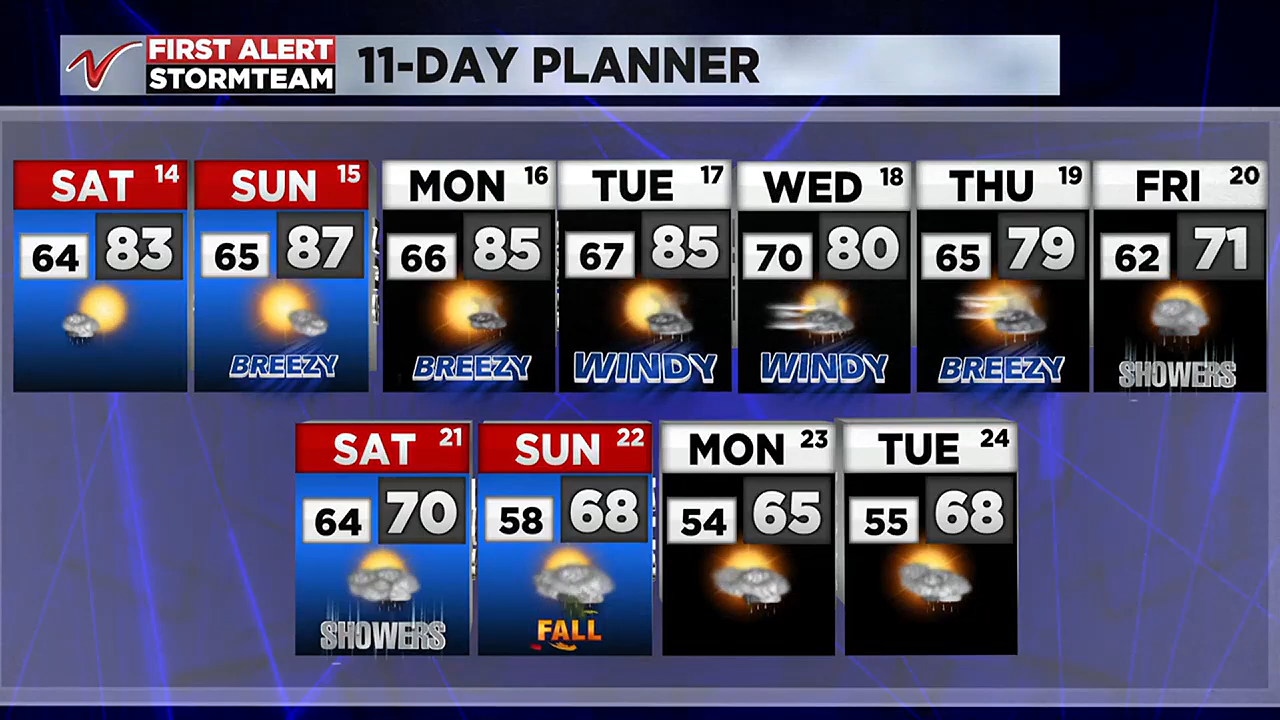 FIRST ALERT
STORMTEAM
11-DAY PLANNER
SAT 14
64 83
SUN 15
65 87
BREEZY
MON 16
66 85
BREEZY
TUE 17
67 85
WINDY
WED 18
70 80
WINDY
THU 19
65 79
BREEZY
FRI 20
62 71
SHOWERS
SAT 21
64 70
SHOWERS
SUN 22
58 68
FALL
MON 23
54 65
TUE 24
55 68